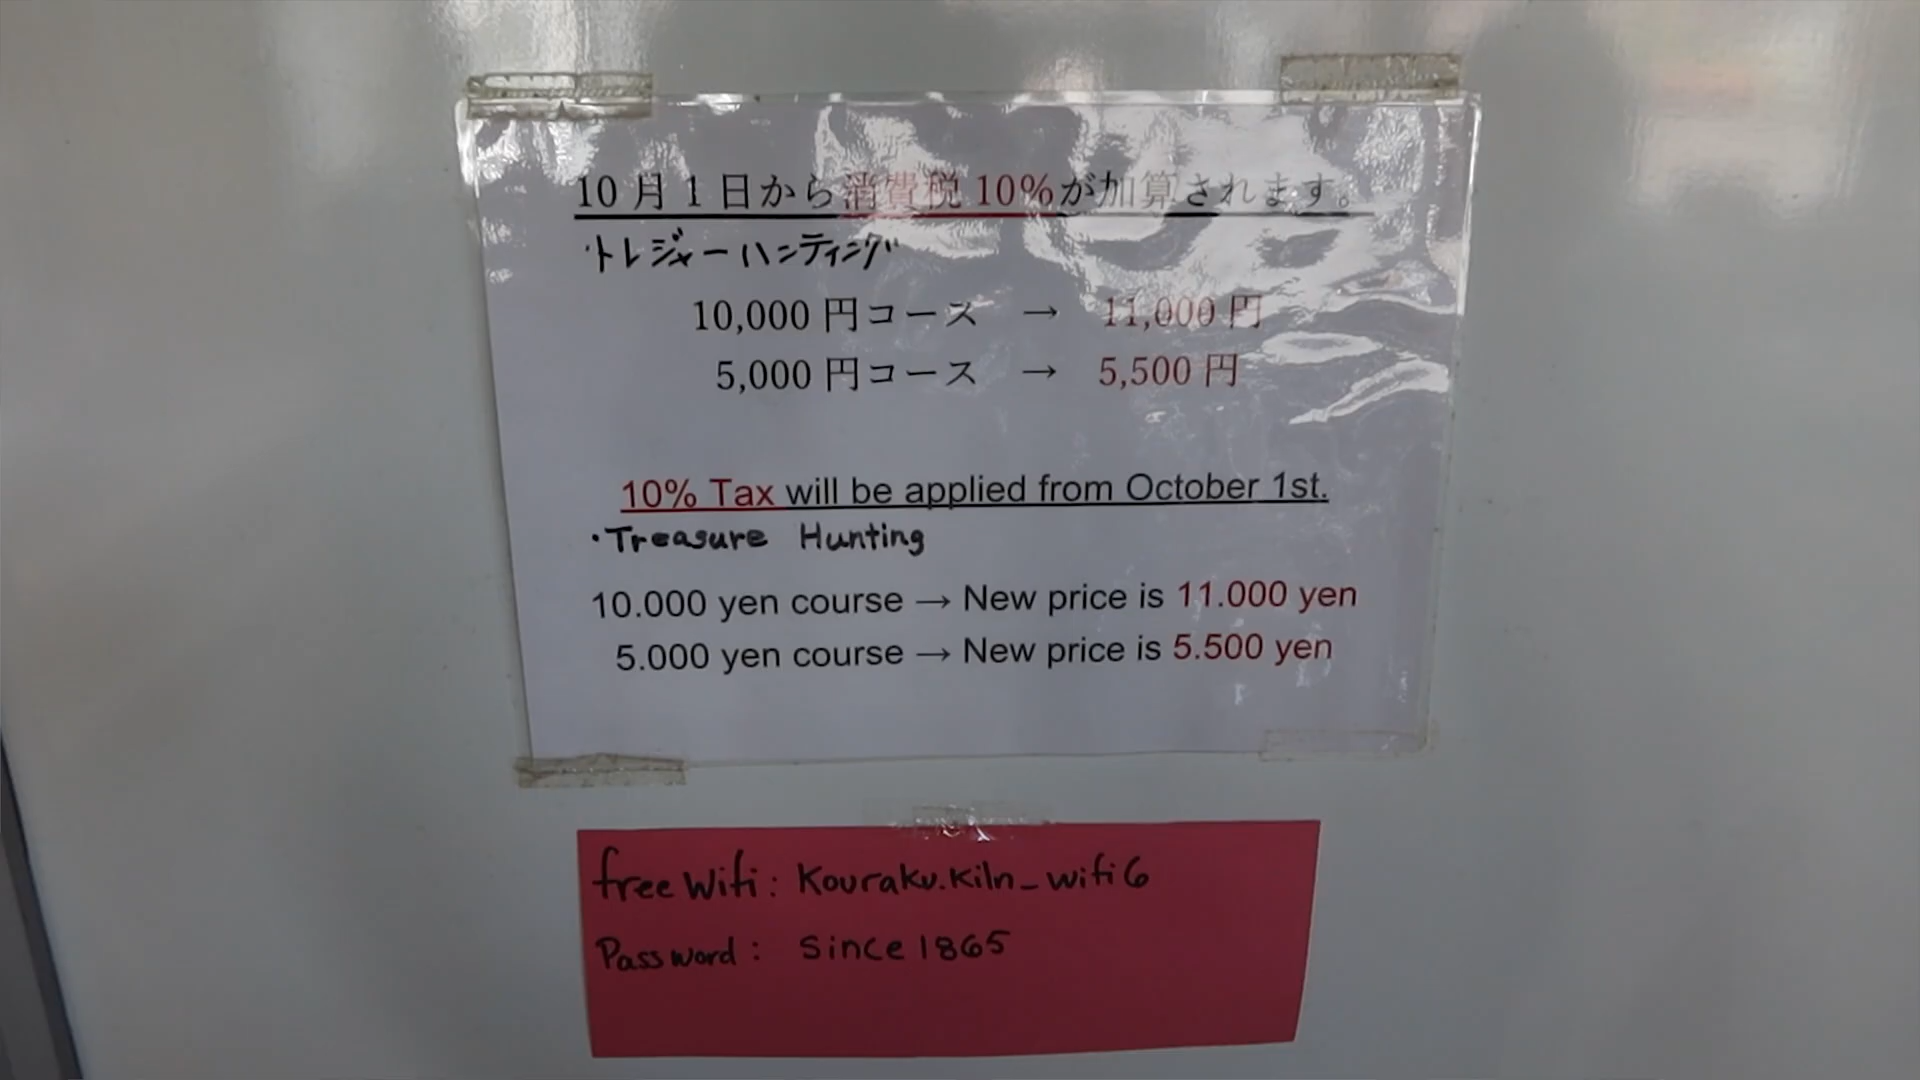 10月1日から消費税10%が加算されます。
・トレジャーハンティング
10,000円コース → 11,000円
5,000円コース → 5,500円
10% Tax will be applied from October 1st.
・Treasure Hunting
10.000 yen course → New price is 11.000 yen
5.000 yen course → New price is 5.500 yen
free Wifi: Kouraku.Kiln_wifi6
Password: Since1865